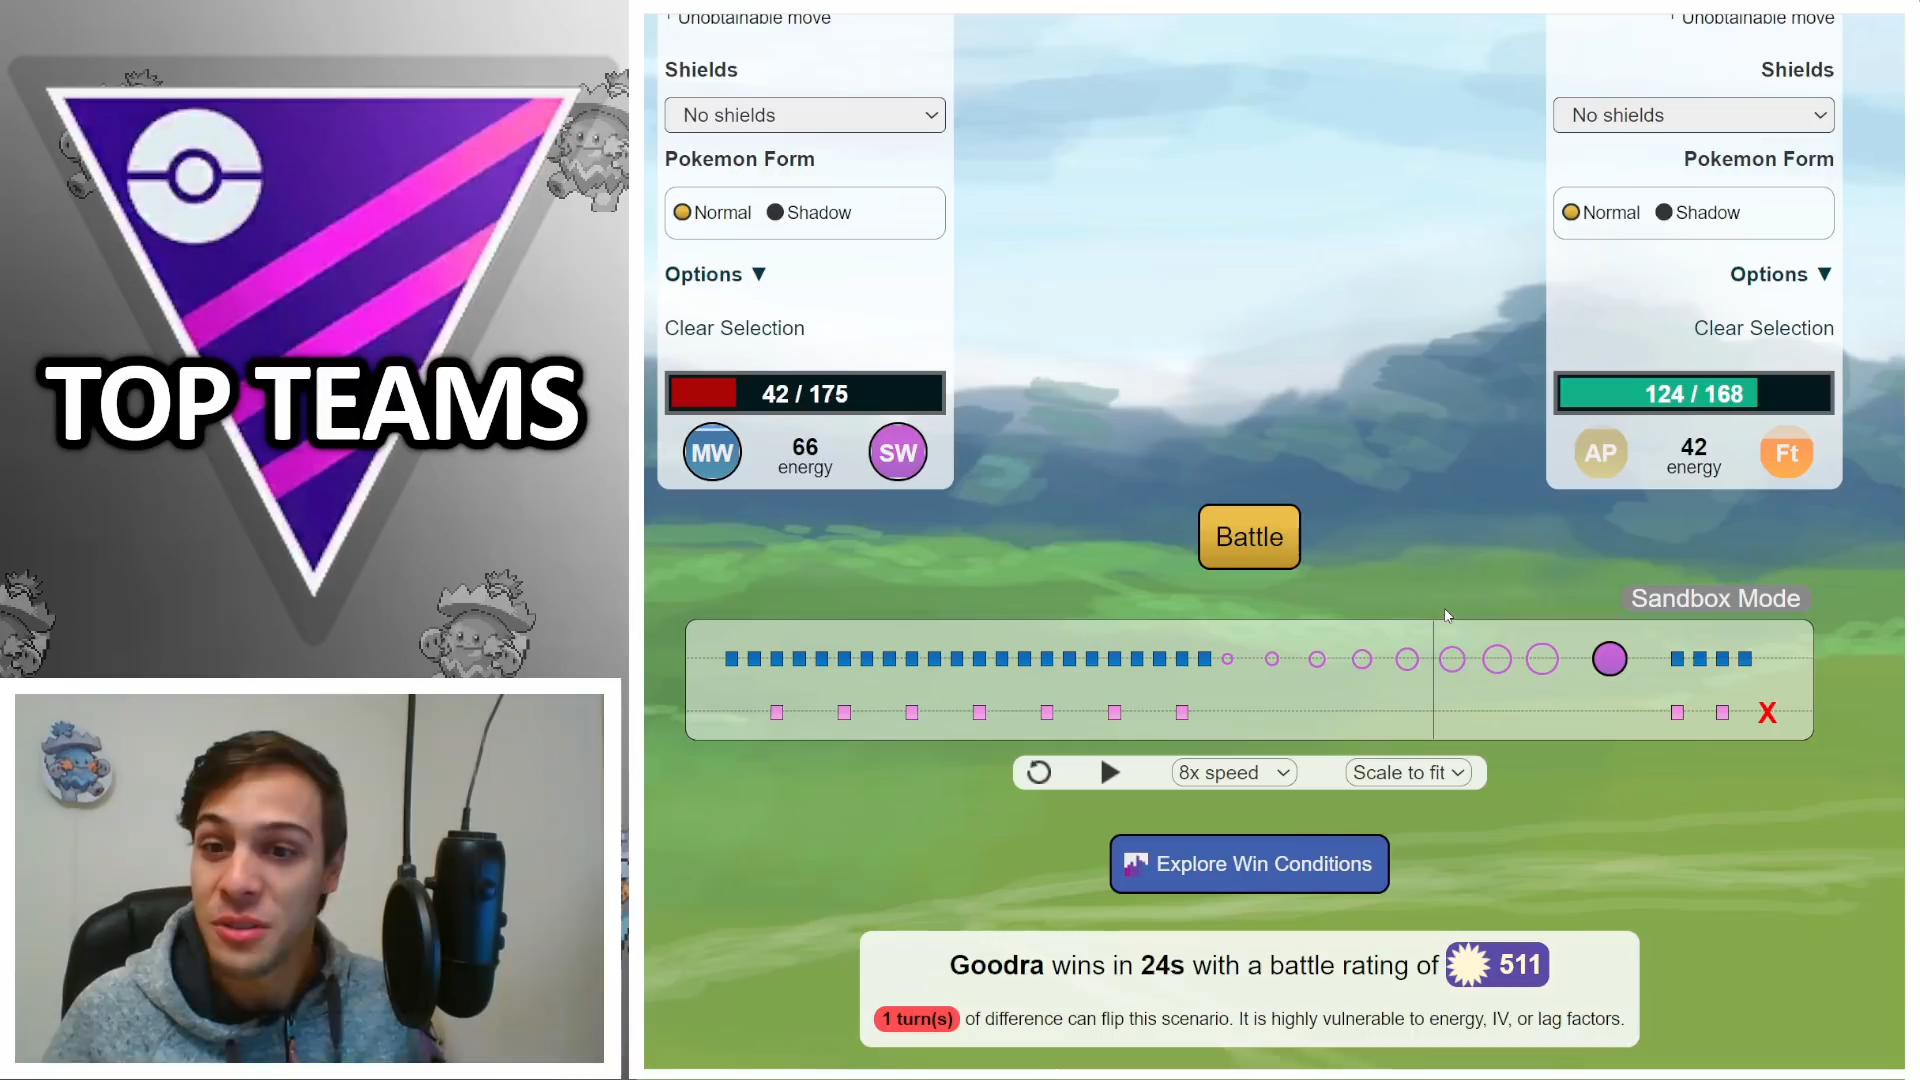 TOP TEAMS
Unobtainable move
Shields
No shields
Pokemon Form
Normal Shadow
Options ▼
Clear Selection
42 / 175
MW 66 energy SW
Unobtainable move
Shields
No shields
Pokemon Form
Normal Shadow
Options ▼
Clear Selection
124 / 168
AP 42 energy Ft
Battle
Sandbox Mode
X
8x speed Scale to fit
Explore Win Conditions
Goodra wins in 24s with a battle rating of 511
1 turn(s) of difference can flip this scenario. It is highly vulnerable to energy, IV, or lag factors.